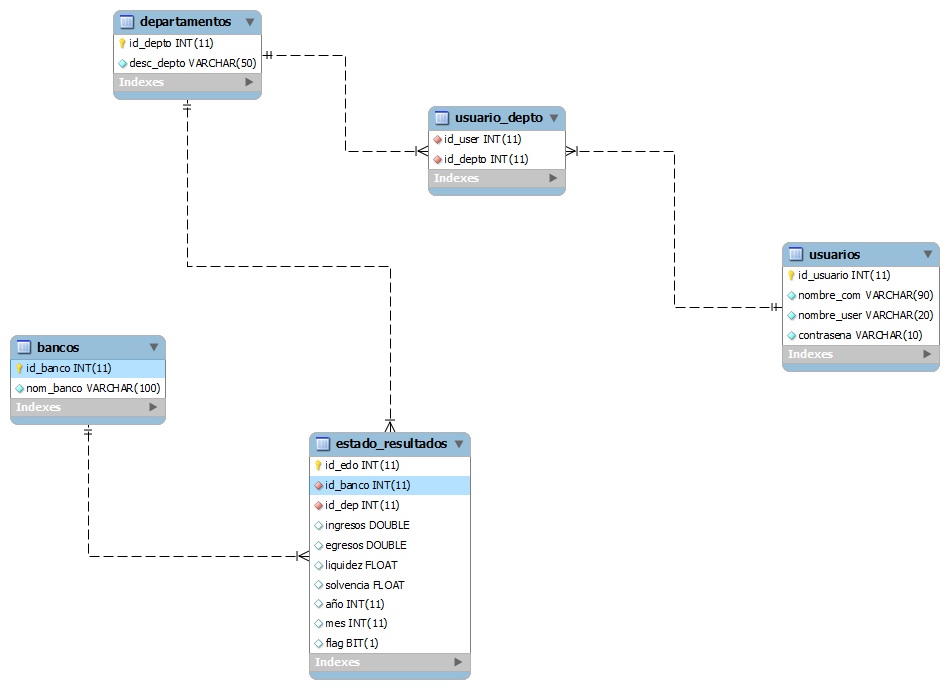 departamentos
id_depto INT(11)
desc_depto VARCHAR(50)
Indexes
usuario_depto
id_user INT(11)
id_depto INT(11)
Indexes
usuarios
id_usuario INT(11)
nombre_com VARCHAR(90)
nombre_user VARCHAR(20)
contrasena VARCHAR(10)
Indexes
bancos
id_banco INT(11)
nom_banco VARCHAR(100)
Indexes
estado_resultados
id_edo INT(11)
id_banco INT(11)
id_dep INT(11)
ingresos DOUBLE
egresos DOUBLE
liquidez FLOAT
solvencia FLOAT
año INT(11)
mes INT(11)
flag BIT(1)
Indexes